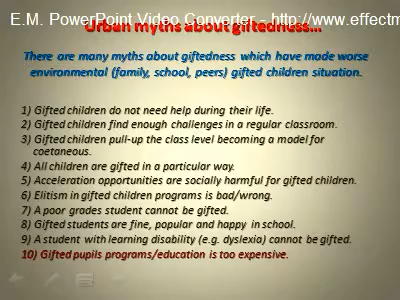 E.M. PowerPoint Video Converter - http://www.effectm
Urban myths about giftedness...
There are many myths about giftedness which have made worse
environmental (family, school, peers) gifted children situation.
1) Gifted children do not need help during their life.
2) Gifted children find enough challenges in a regular classroom.
3) Gifted children pull-up the class level becoming a model for
coetaneous.
4) All children are gifted in a particular way.
5) Acceleration opportunities are socially harmful for gifted children.
6) Elitism in gifted children programs is bad/wrong.
7) A poor grades student cannot be gifted.
8) Gifted students are fine, popular and happy in school.
9) A student with learning disability (e.g. dyslexia) cannot be gifted.
10) Gifted pupils programs/education is too expensive.